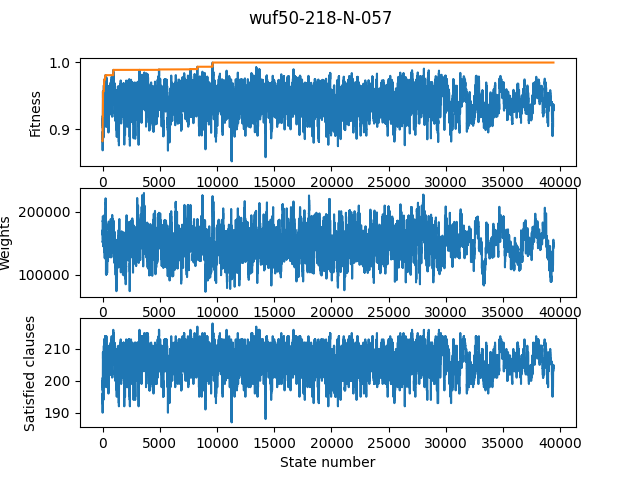 wuf50-218-N-057
1.0
0.9
Fitness
0 5000 10000 15000 20000 25000 30000 35000 40000
200000
100000
Weights
0 5000 10000 15000 20000 25000 30000 35000 40000
210
200
190
Satisfied clauses
0 5000 10000 15000 20000 25000 30000 35000 40000
State number